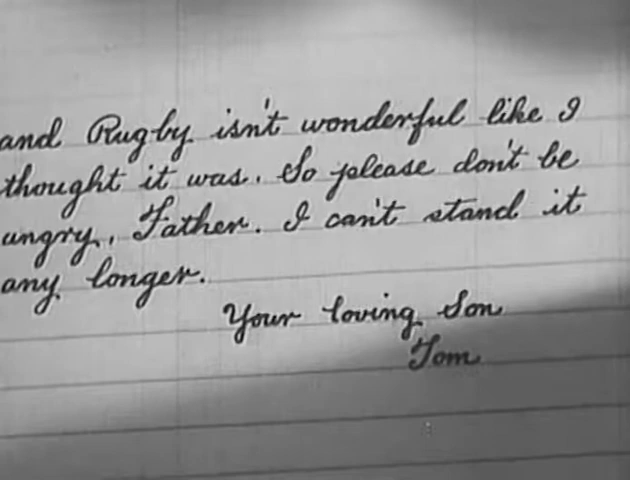 and Rugby isn't wonderful like I
thought it was. So please don't be
angry, Father. I can't stand it
any longer.
Your loving Son
Tom